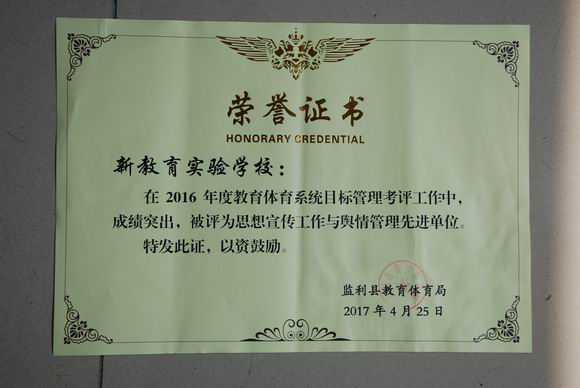 荣誉证书
HONORARY CREDENTIAL
新教育实验学校：
在 2016 年度教育体育系统目标管理考评工作中，
成绩突出，被评为思想宣传工作与舆情管理先进单位。
特发此证，以资鼓励。
监利县教育体育局
2017 年 4 月 25 日